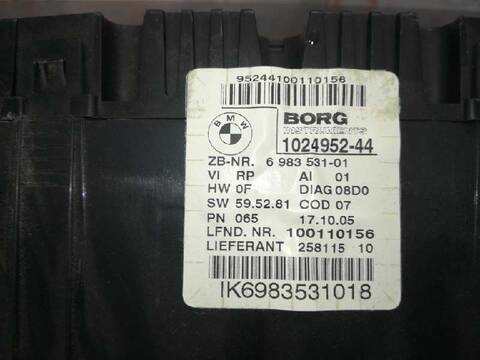 95244100110156
BMW
BORG
INSTRUMENTS
1024952-44
ZB-NR. 6 983 531-01
VI RP AI 01
HW 0F DIAG 08D0
SW 59.52.81 COD 07
PN 065 17.10.05
LFND. NR. 100110156
LIEFERANT 258115 10
IK6983531018